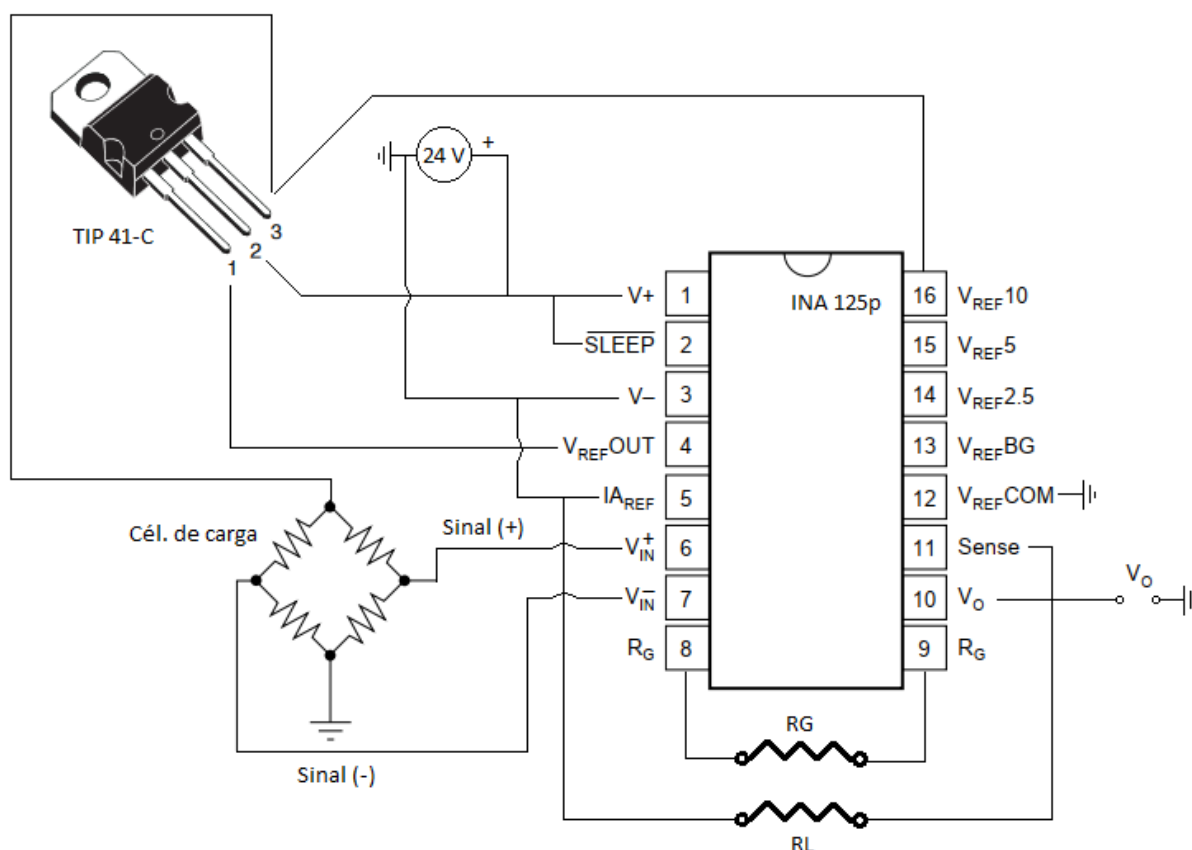 24 V
+
TIP 41-C
1
2
3
INA 125p
V+ 1
SLEEP 2
V– 3
VREFOUT 4
IAREF 5
V+IN 6
V–IN 7
RG 8
16 VREF10
15 VREF5
14 VREF2.5
13 VREFBG
12 VREFCOM
11 Sense
10 VO
9 RG
VO
Cél. de carga
Sinal (+)
Sinal (-)
RG
RL